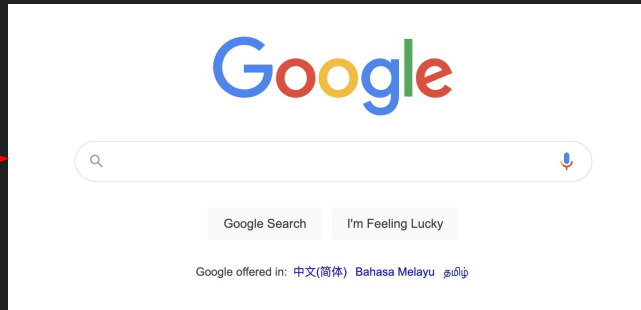 Google
Google Search I'm Feeling Lucky
Google offered in: 中文(简体) Bahasa Melayu தமிழ்